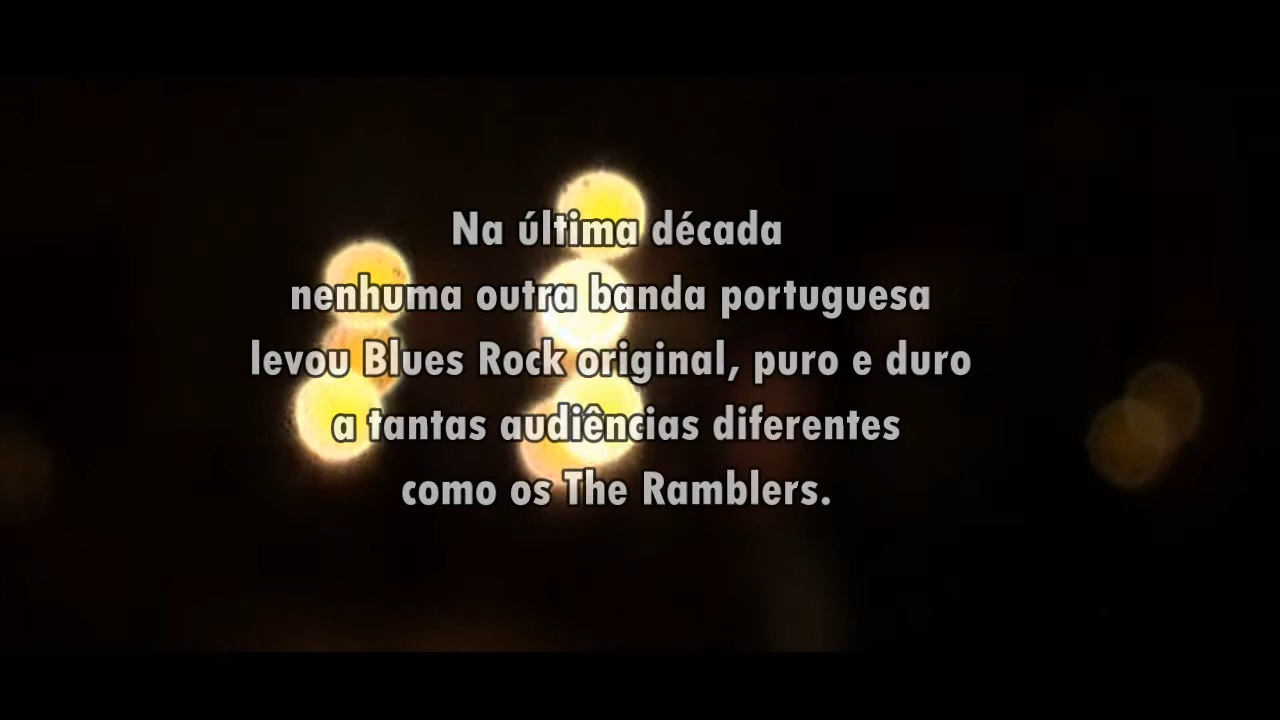 Na última década
nenhuma outra banda portuguesa
levou Blues Rock original, puro e duro
a tantas audiências diferentes
como os The Ramblers.